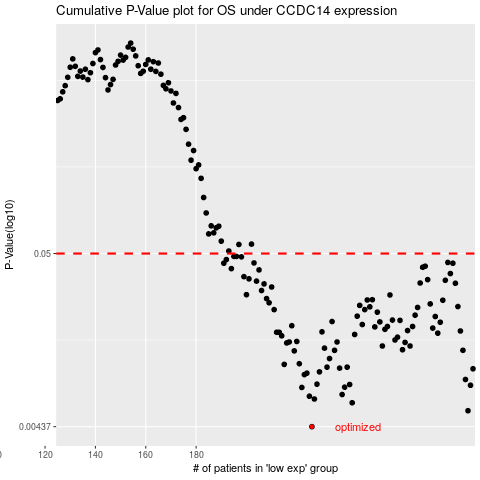 Cumulative P-Value plot for OS under CCDC14 expression
P-Value(log10)
0.05
0.00437
optimized
0 120 140 160 180
# of patients in 'low exp' group